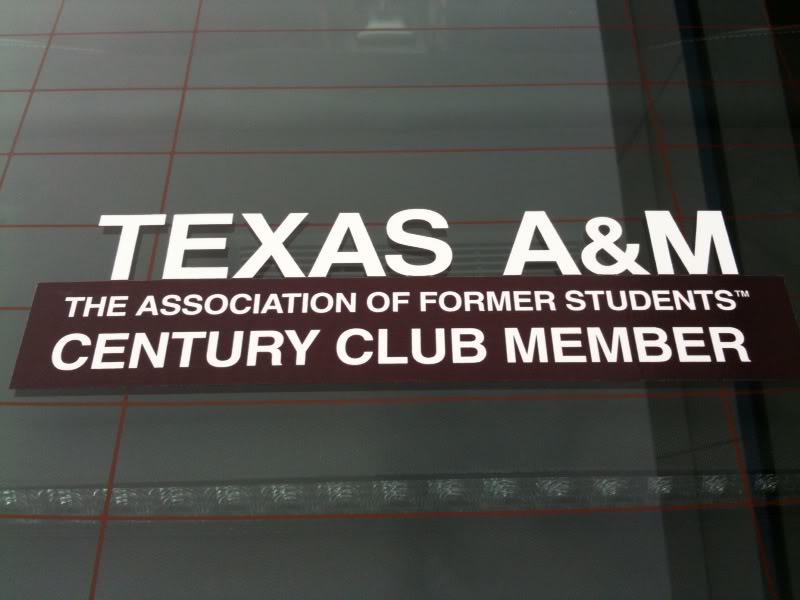 TEXAS A&M
THE ASSOCIATION OF FORMER STUDENTS™
CENTURY CLUB MEMBER